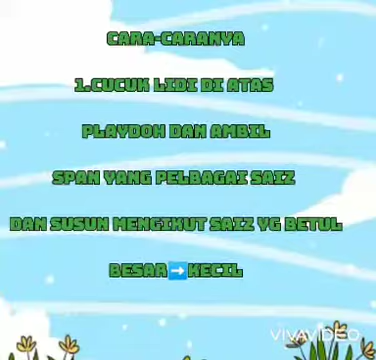 CARA-CARANYA
1.CUCUK LIDI DI ATAS
PLAYDOH DAN AMBIL
SPAN YANG PELBAGAI SAIZ
DAN SUSUN MENGIKUT SAIZ YG BETUL
BESAR➡️KECIL
VIVAVIDEO